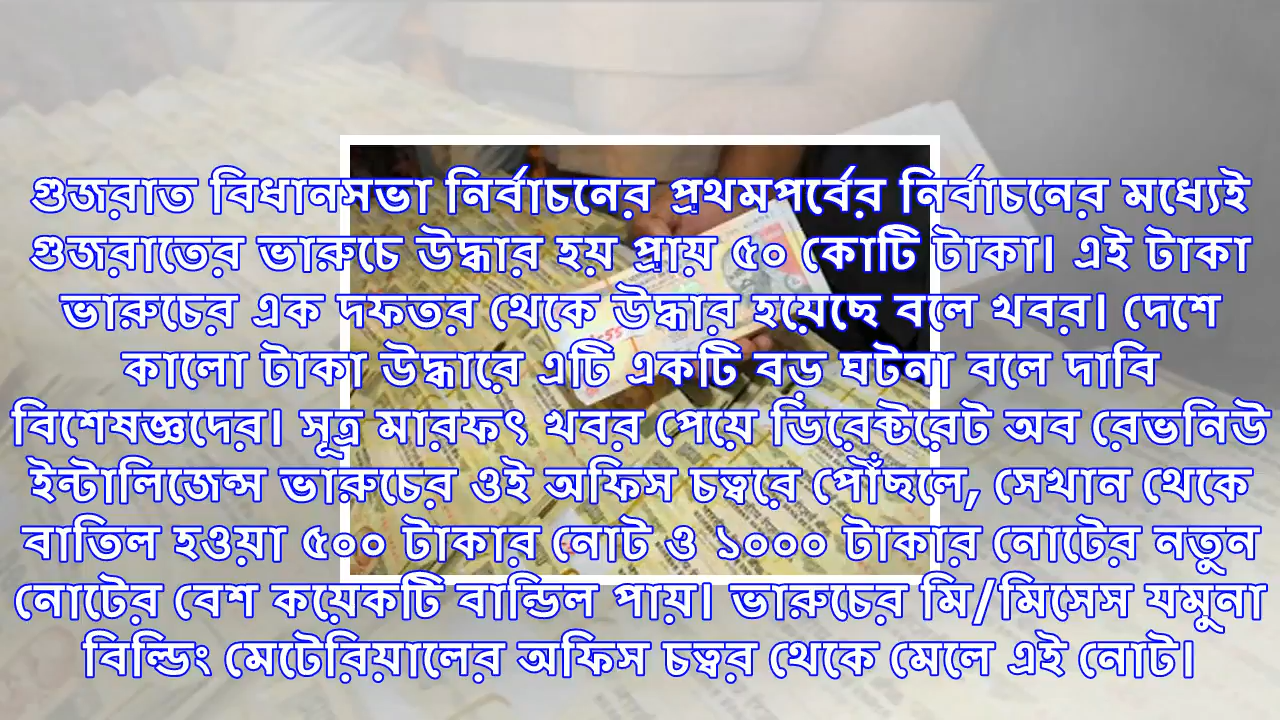 গুজরাত বিধানসভা নির্বাচনের প্রথমপর্বের নির্বাচনের মধ্যেই
গুজরাতের ভারুচে উদ্ধার হয় প্রায় ৫০ কোটি টাকা। এই টাকা
ভারুচের এক দফতর থেকে উদ্ধার হয়েছে বলে খবর। দেশে
কালো টাকা উদ্ধারে এটি একটি বড় ঘটনা বলে দাবি
বিশেষজ্ঞদের। সূত্র মারফৎ খবর পেয়ে ডিরেক্টরেট অব রেভনিউ
ইন্টালিজেন্স ভারুচের ওই অফিস চত্বরে পৌঁছলে, সেখান থেকে
বাতিল হওয়া ৫০০ টাকার নোট ও ১০০০ টাকার নোটের নতুন
নোটের বেশ কয়েকটি বান্ডিল পায়। ভারুচের মি/মিসেস যমুনা
বিল্ডিং মেটেরিয়ালের অফিস চত্বর থেকে মেলে এই নোট।